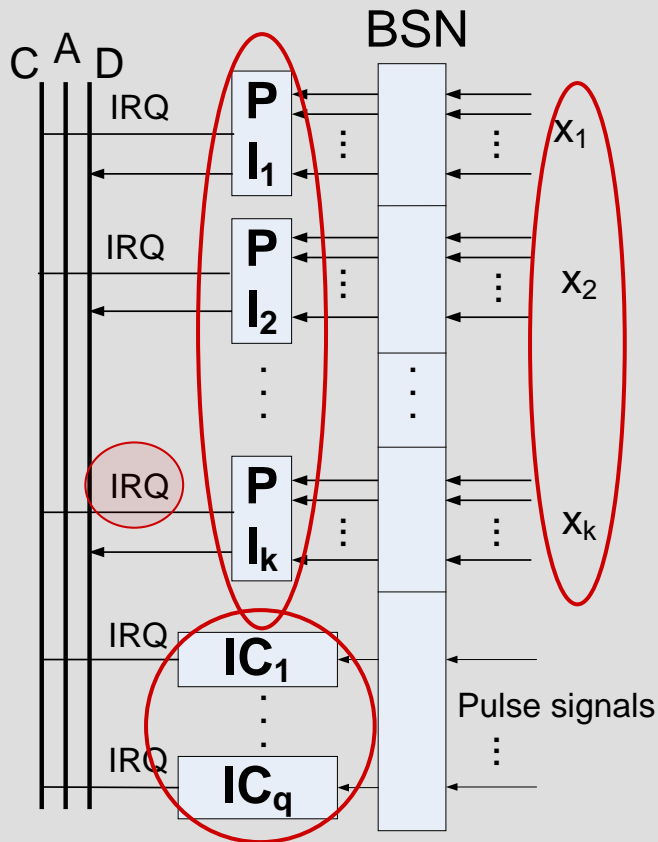 BSN
C A D
IRQ
P
I₁
x₁
IRQ
P
I₂
x₂
IRQ
P
Iₖ
xₖ
IRQ
IC₁
Pulse signals
IRQ
ICq